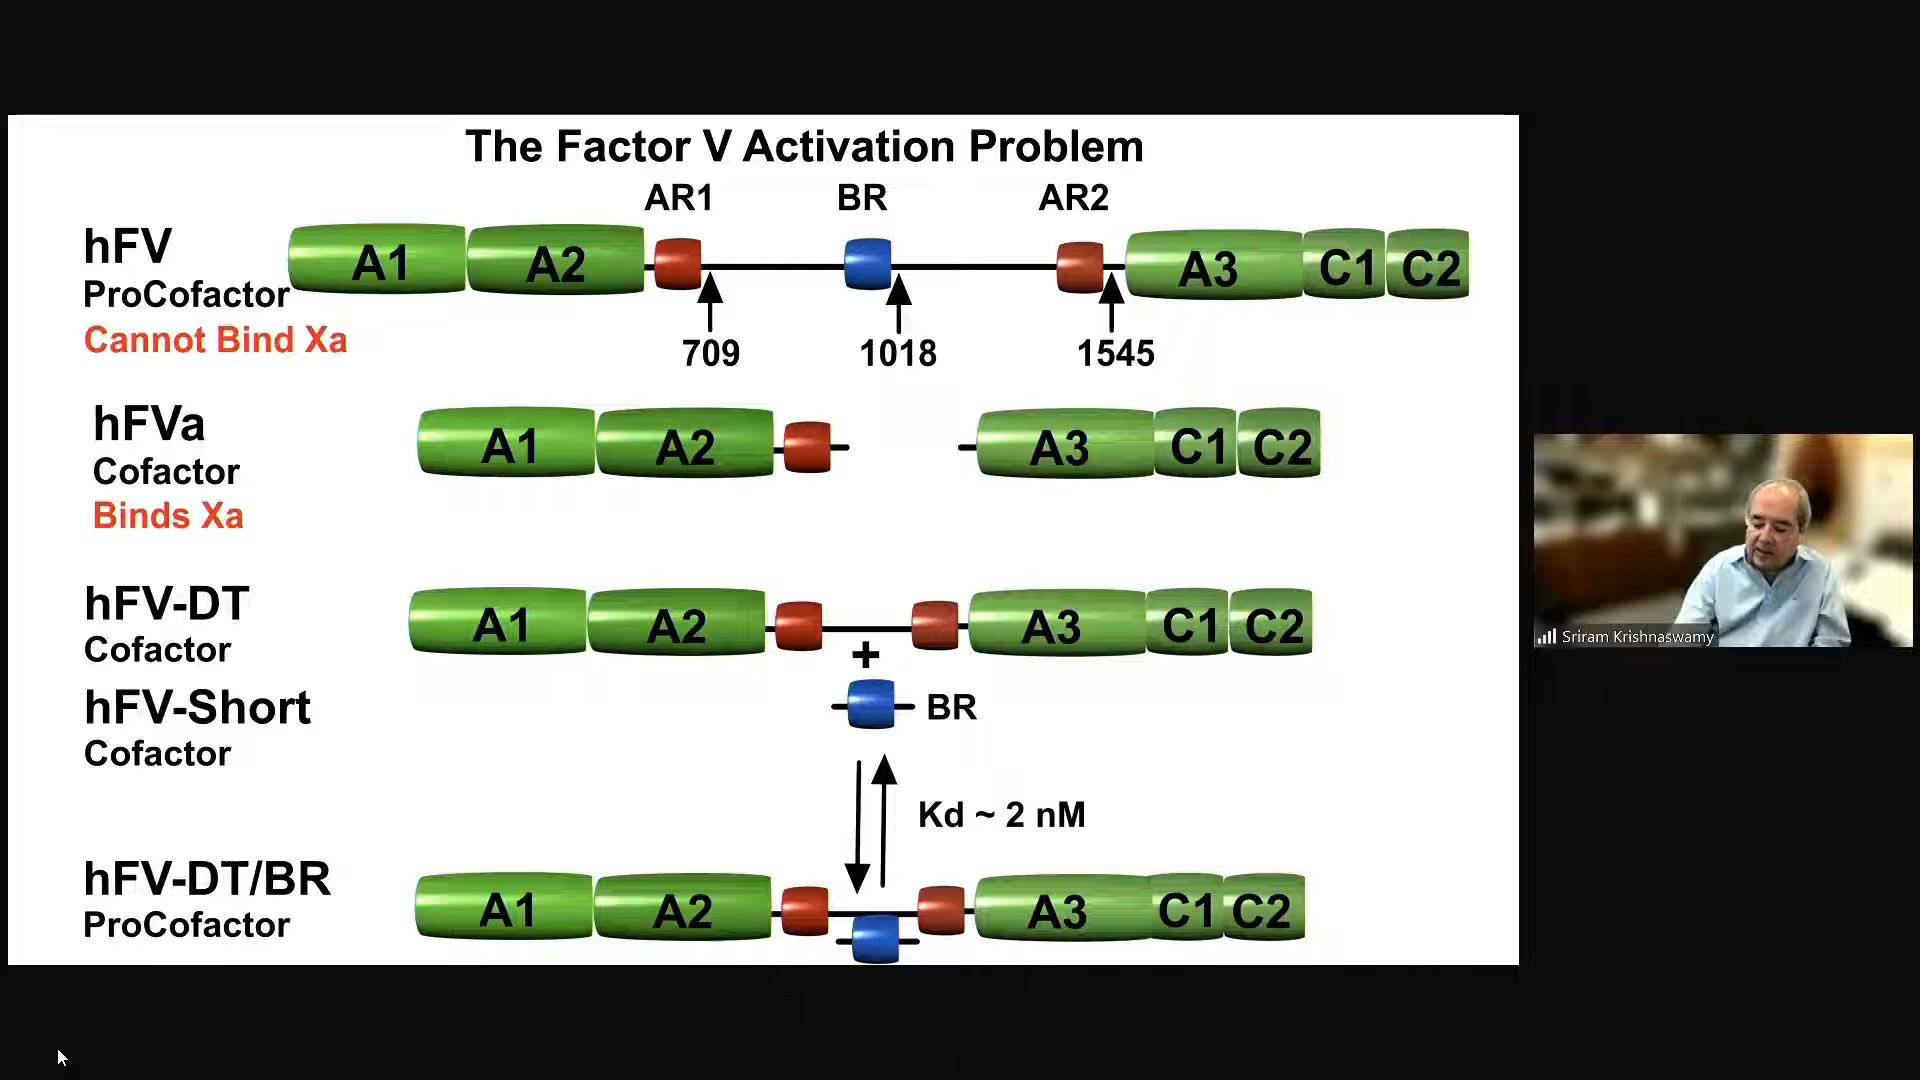 The Factor V Activation Problem
AR1 BR AR2
hFV
ProCofactor
Cannot Bind Xa
A1 A2 A3 C1 C2
709 1018 1545
hFVa
Cofactor
Binds Xa
A1 A2 A3 C1 C2
hFV-DT
Cofactor
A1 A2 A3 C1 C2
+
hFV-Short
Cofactor
BR
Kd ~ 2 nM
hFV-DT/BR
ProCofactor
A1 A2 A3 C1 C2
Sriram Krishnaswamy